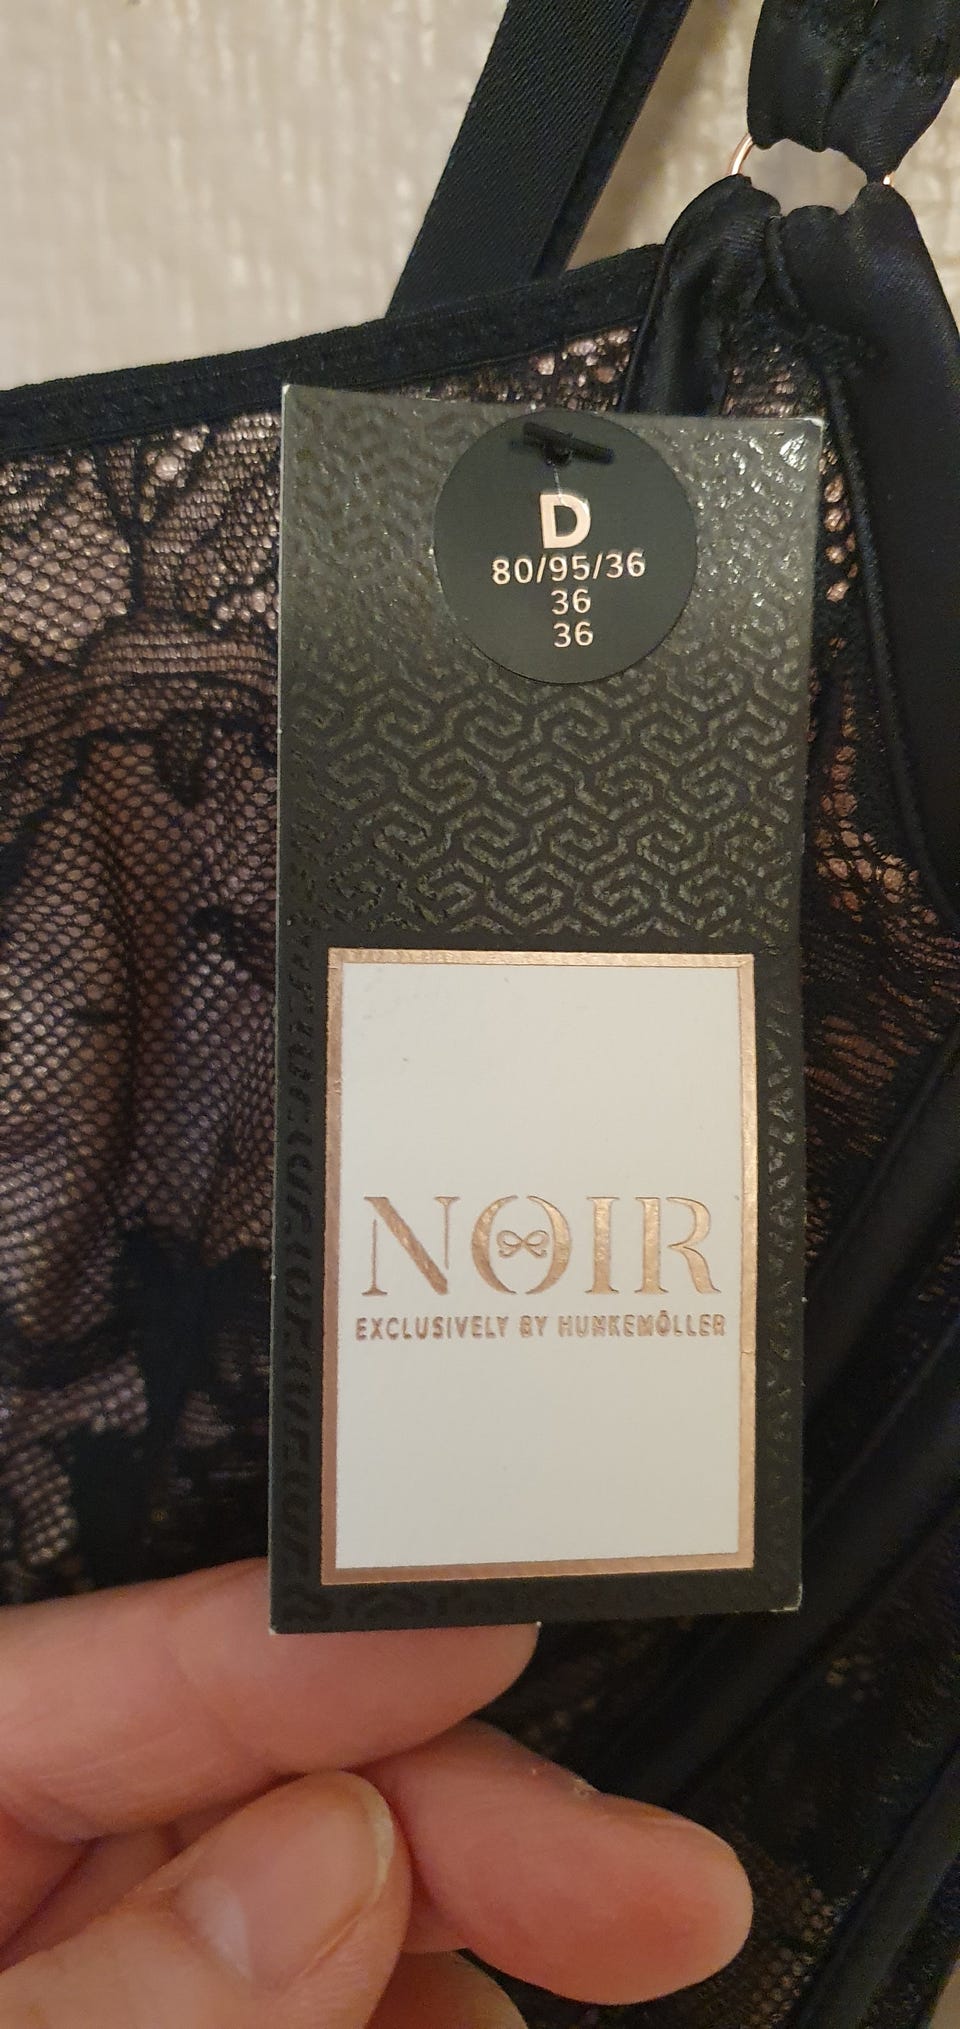 D
80/95/36
36
36
NOIR
EXCLUSIVELY BY HUNKEMÖLLER